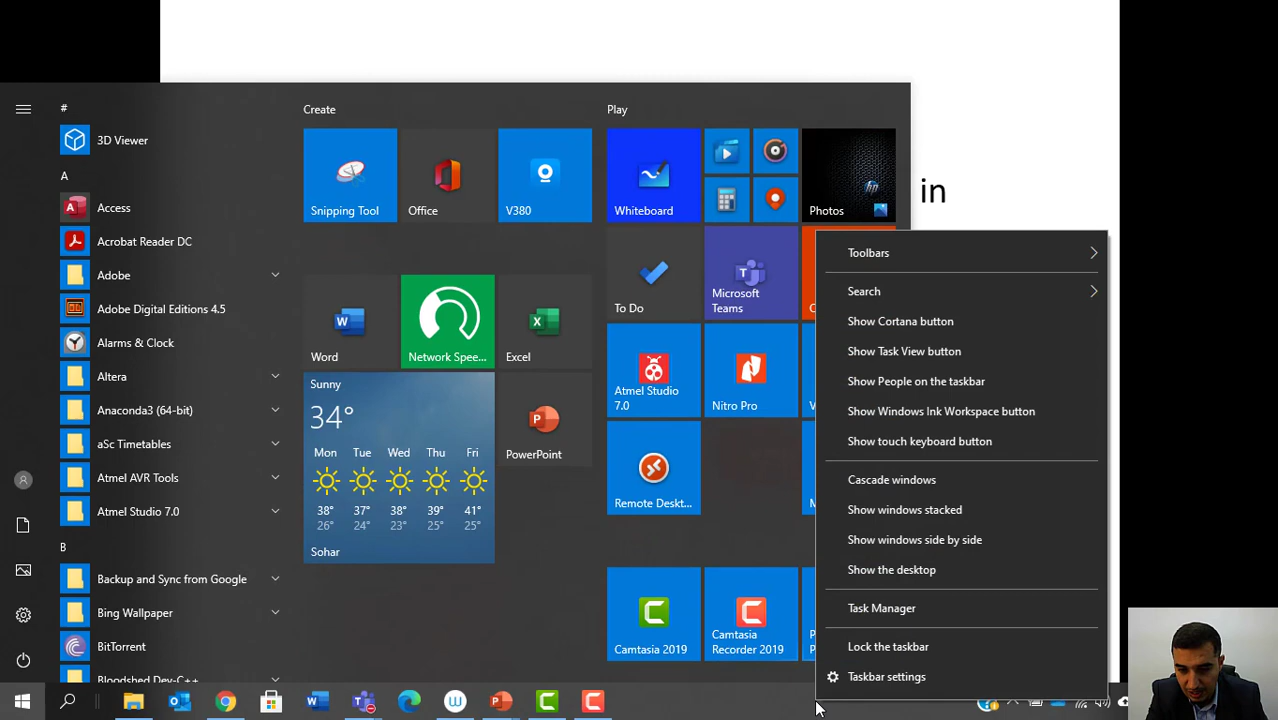 in
#
3D Viewer
A
Access
Acrobat Reader DC
Adobe
Adobe Digital Editions 4.5
Alarms & Clock
Altera
Anaconda3 (64-bit)
aSc Timetables
Atmel AVR Tools
Atmel Studio 7.0
B
Backup and Sync from Google
Bing Wallpaper
BitTorrent
Bloodshed Dev-C++
Create
Snipping Tool
Office
V380
Word
Network Spee...
Excel
Sunny
34°
Mon Tue Wed Thu Fri
38° 37° 38° 39° 41°
26° 24° 23° 25° 25°
Sohar
PowerPoint
Play
Whiteboard
Photos
To Do
Microsoft
Teams
Atmel Studio
7.0
Nitro Pro
Remote Deskt...
Camtasia 2019
Camtasia
Recorder 2019
Toolbars
Search
Show Cortana button
Show Task View button
Show People on the taskbar
Show Windows Ink Workspace button
Show touch keyboard button
Cascade windows
Show windows stacked
Show windows side by side
Show the desktop
Task Manager
Lock the taskbar
Taskbar settings